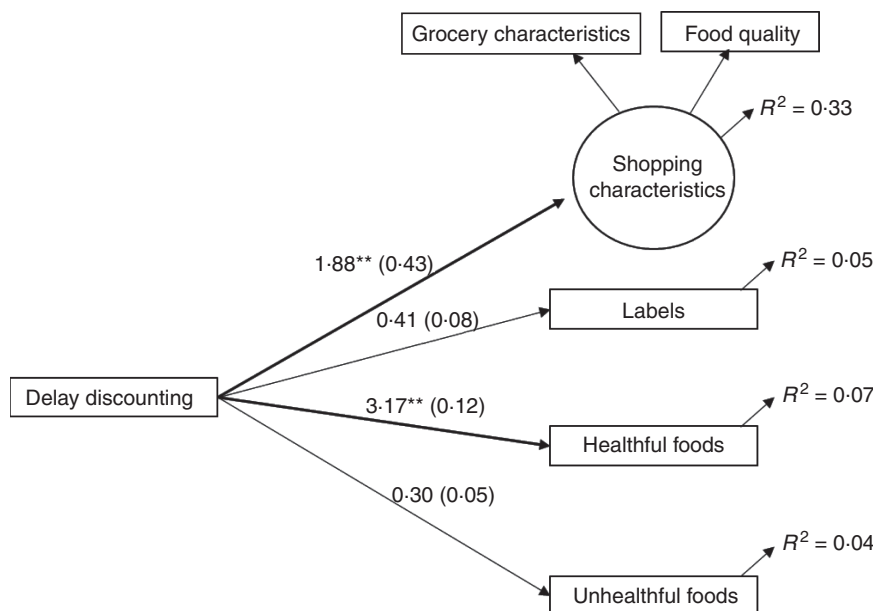 Grocery characteristics
Food quality
R² = 0·33
Shopping
characteristics
1·88** (0·43)
R² = 0·05
0·41 (0·08)
Labels
Delay discounting
3·17** (0·12)
R² = 0·07
Healthful foods
0·30 (0·05)
R² = 0·04
Unhealthful foods